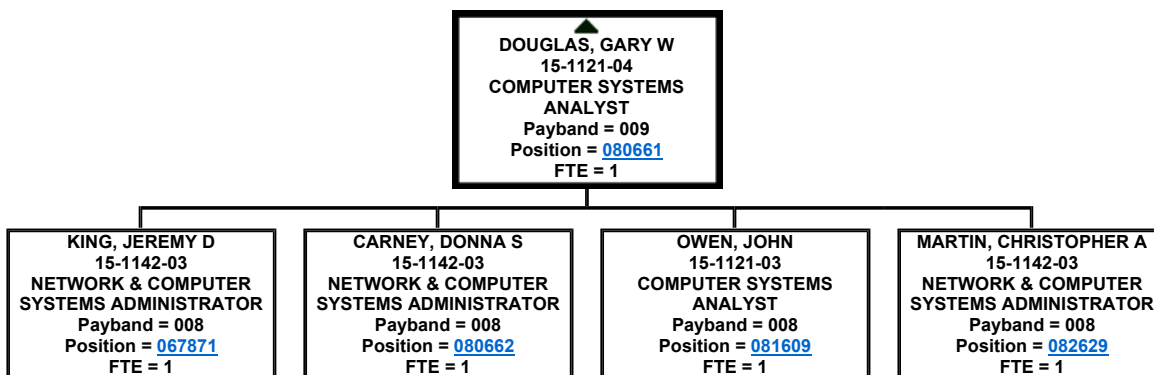 DOUGLAS, GARY W
15-1121-04
COMPUTER SYSTEMS
ANALYST
Payband = 009
Position = 080661
FTE = 1
KING, JEREMY D
15-1142-03
NETWORK & COMPUTER
SYSTEMS ADMINISTRATOR
Payband = 008
Position = 067871
FTE = 1
CARNEY, DONNA S
15-1142-03
NETWORK & COMPUTER
SYSTEMS ADMINISTRATOR
Payband = 008
Position = 080662
FTE = 1
OWEN, JOHN
15-1121-03
COMPUTER SYSTEMS
ANALYST
Payband = 008
Position = 081609
FTE = 1
MARTIN, CHRISTOPHER A
15-1142-03
NETWORK & COMPUTER
SYSTEMS ADMINISTRATOR
Payband = 008
Position = 082629
FTE = 1